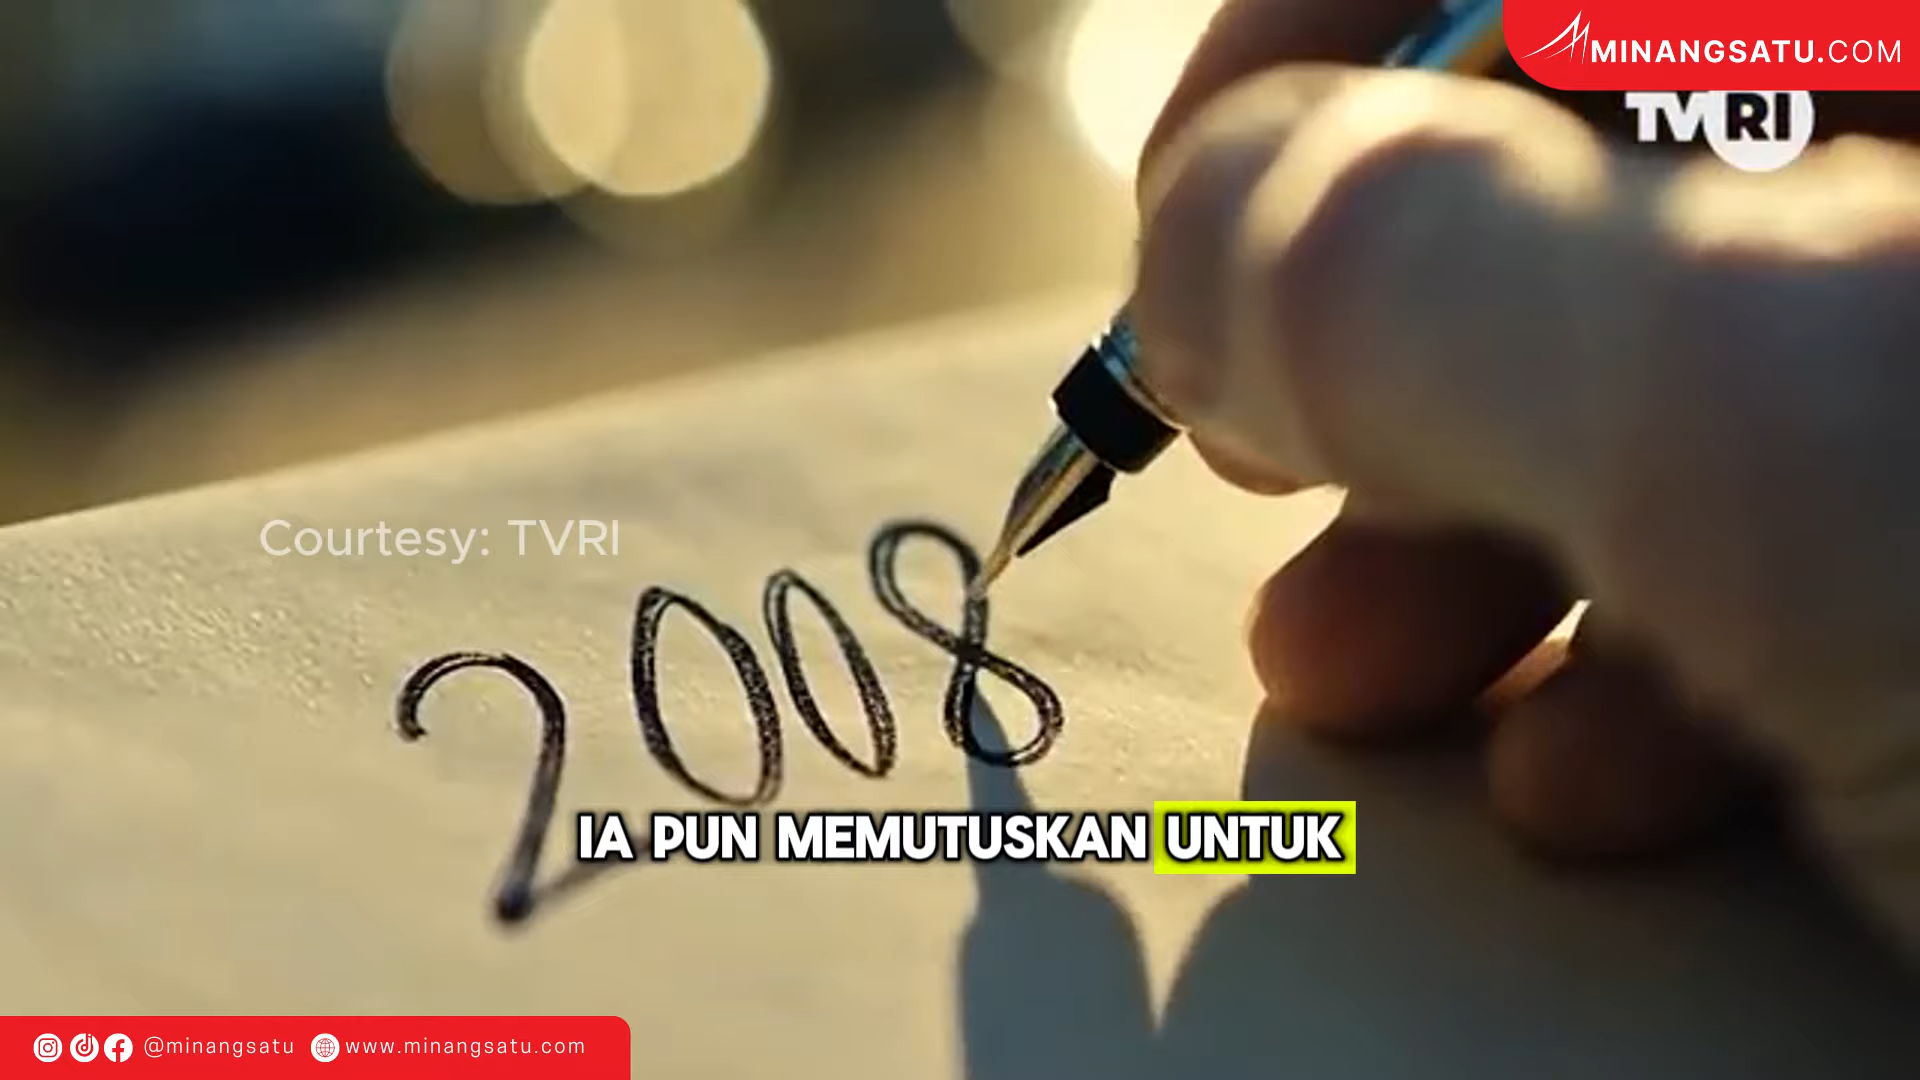 MINANGSATU.COM
TVRI
Courtesy: TVRI
2008
IA PUN MEMUTUSKAN UNTUK
@minangsatu www.minangsatu.com